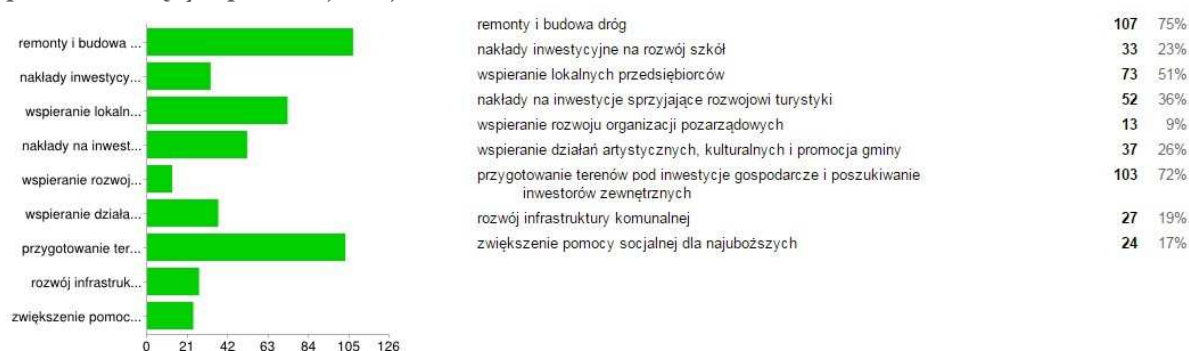 remonty i budowa ...
nakłady inwestycy...
wspieranie lokaln...
nakłady na inwest...
wspieranie rozwoj...
wspieranie działa...
przygotowanie ter...
rozwój infrastruk...
zwiększenie pomoc...
0 21 42 63 84 105 126
remonty i budowa dróg 107 75%
nakłady inwestycyjne na rozwój szkół 33 23%
wspieranie lokalnych przedsiębiorców 73 51%
nakłady na inwestycje sprzyjające rozwojowi turystyki 52 36%
wspieranie rozwoju organizacji pozarządowych 13 9%
wspieranie działań artystycznych, kulturalnych i promocja gminy 37 26%
przygotowanie terenów pod inwestycje gospodarcze i poszukiwanie 103 72%
inwestorów zewnętrznych
rozwój infrastruktury komunalnej 27 19%
zwiększenie pomocy socjalnej dla najuboższych 24 17%